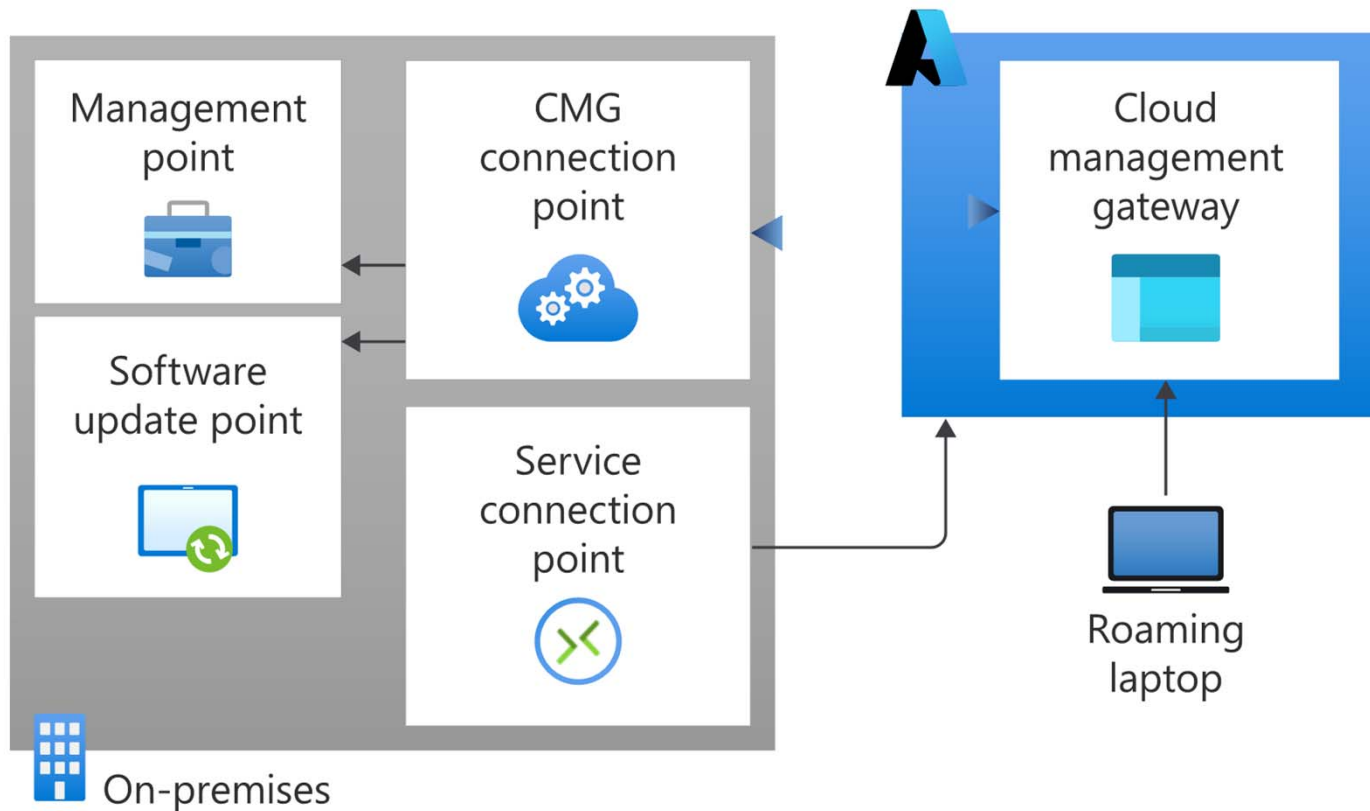 Management
point
CMG
connection
point
Cloud
management
gateway
Software
update point
Service
connection
point
Roaming
laptop
On-premises